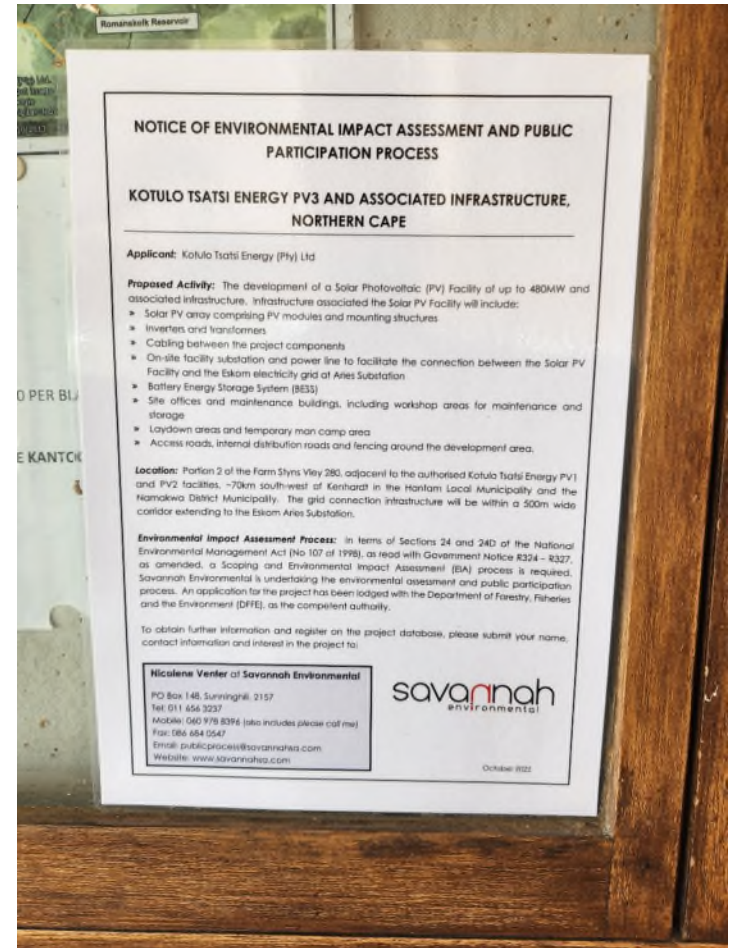 Romanskolk Reservoir
NOTICE OF ENVIRONMENTAL IMPACT ASSESSMENT AND PUBLIC
PARTICIPATION PROCESS
KOTULO TSATSI ENERGY PV3 AND ASSOCIATED INFRASTRUCTURE,
NORTHERN CAPE
Applicant: Kotulo Tsatsi Energy (Pty) Ltd
Proposed Activity: The development of a Solar Photovoltaic (PV) Facility of up to 480MW and
associated infrastructure. Infrastructure associated the Solar PV Facility will include:
» Solar PV array comprising PV modules and mounting structures
» Inverters and transformers
» Cabling between the project components
» On-site facility substation and power line to facilitate the connection between the Solar PV
Facility and the Eskom electricity grid at Aries Substation
» Battery Energy Storage System (BESS)
» Site offices and maintenance buildings, including workshop areas for maintenance and
storage
» Laydown areas and temporary man camp area
» Access roads, internal distribution roads and fencing around the development area.
Location: Portion 2 of the Farm Styns Vley 280, adjacent to the authorised Kotulo Tsatsi Energy PV1
and PV2 facilities, ~70km south-west of Kenhardt in the Hantam Local Municipality and the
Namakwa District Municipality. The grid connection infrastructure will be within a 500m wide
corridor extending to the Eskom Aries Substation.
Environmental Impact Assessment Process: In terms of Sections 24 and 24D of the National
Environmental Management Act (No 107 of 1998), as read with Government Notice R324 – R327,
as amended, a Scoping and Environmental Impact Assessment (EIA) process is required.
Savannah Environmental is undertaking the environmental assessment and public participation
process. An application for the project has been lodged with the Department of Forestry, Fisheries
and the Environment (DFFE), as the competent authority.
To obtain further information and register on the project database, please submit your name,
contact information and interest in the project to:
Nicolene Venter at Savannah Environmental
PO Box 148, Sunninghill, 2157
Tel: 011 656 3237
Mobile: 060 978 8396 (also includes please call me)
Fax: 086 684 0547
Email: publicprocess@savannahsa.com
Website: www.savannahsa.com
savannah
environmental
October 2022
0 PER BL
E KANTO